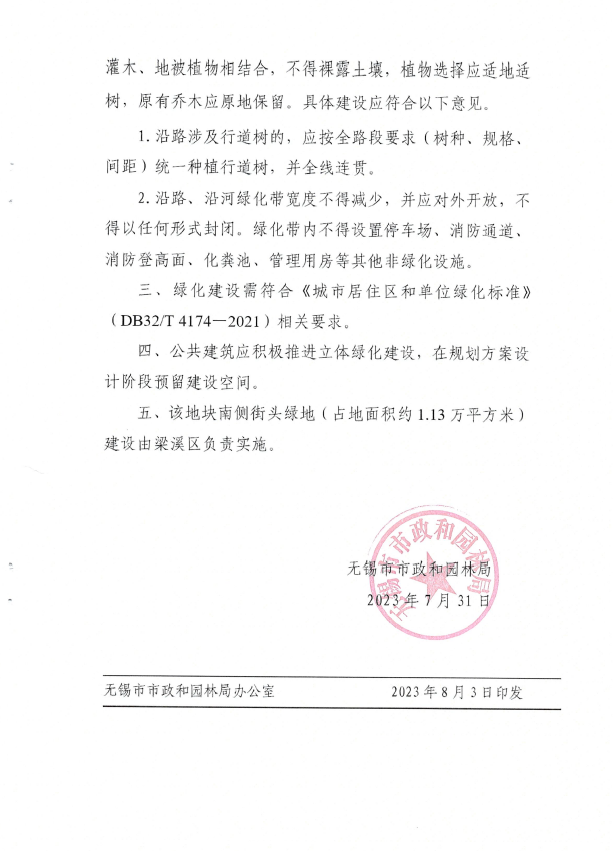 灌木、地被植物相结合，不得裸露土壤，植物选择应适地适
树，原有乔木应原地保留。具体建设应符合以下意见。
1.沿路涉及行道树的，应按全路段要求（树种、规格、
间距）统一种植行道树，并全线连贯。
2.沿路、沿河绿化带宽度不得减少，并应对外开放，不
得以任何形式封闭。绿化带内不得设置停车场、消防通道、
消防登高面、化粪池、管理用房等其他非绿化设施。
三、绿化建设需符合《城市居住区和单位绿化标准》
（DB32/T 4174—2021）相关要求。
四、公共建筑应积极推进立体绿化建设，在规划方案设
计阶段预留建设空间。
五、该地块南侧街头绿地（占地面积约 1.13 万平方米）
建设由梁溪区负责实施。
无锡市市政和园林局
无锡市市政和园林局
2023 年 7 月 31 日
无锡市市政和园林局办公室 2023 年 8 月 3 日印发